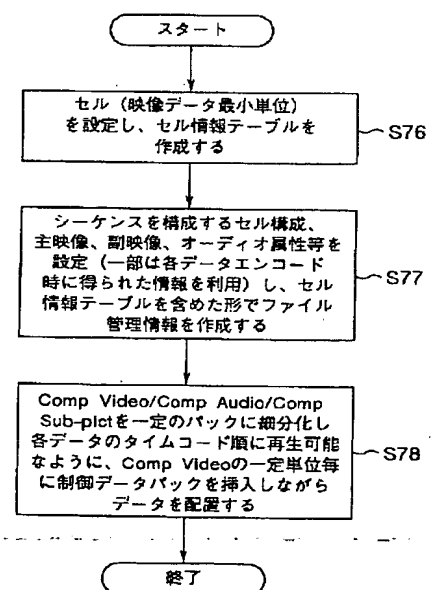 スタート
セル（映像データ最小単位）
を設定し、セル情報テーブルを
作成する
S76
シーケンスを構成するセル構成、
主映像、副映像、オーディオ属性等を
設定（一部は各データエンコード
時に得られた情報を利用）し、セル
情報テーブルを含めた形でファイル
管理情報を作成する
S77
Comp Video/Comp Audio/Comp
Sub-pictを一定のパックに細分化し
各データのタイムコード順に再生可能
なように、Comp Videoの一定単位毎
に制御データパックを挿入しながら
データを配置する
S78
終了